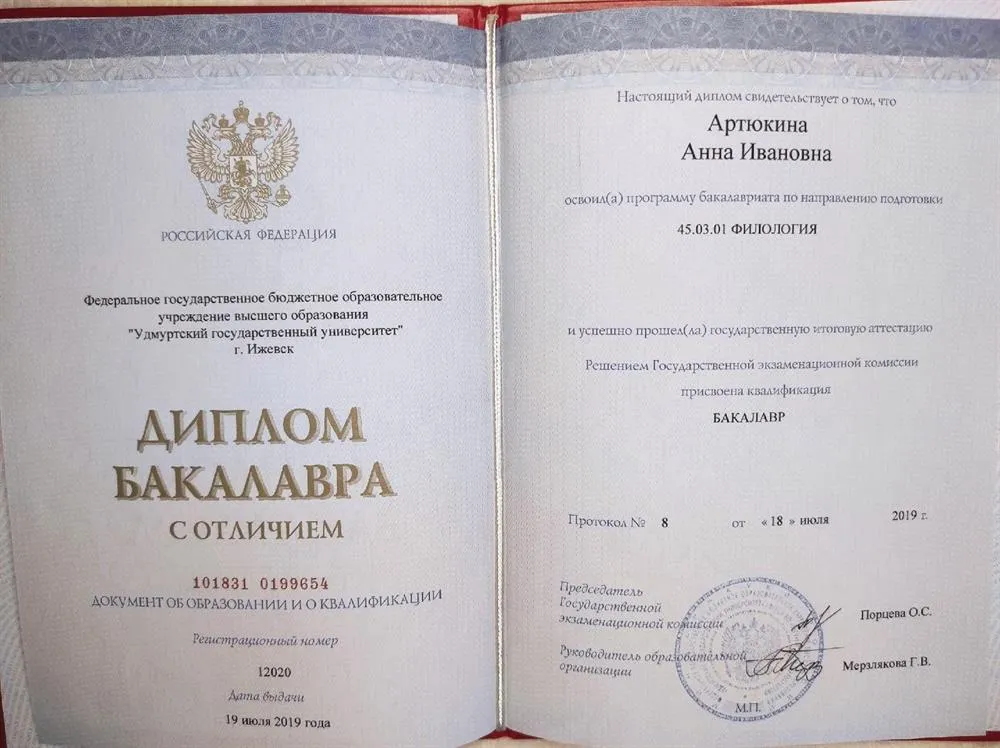 РОССИЙСКАЯ ФЕДЕРАЦИЯ
Федеральное государственное бюджетное образовательное
учреждение высшего образования
"Удмуртский государственный университет"
г. Ижевск
ДИПЛОМ
БАКАЛАВРА
С ОТЛИЧИЕМ
101831 0199654
ДОКУМЕНТ ОБ ОБРАЗОВАНИИ И О КВАЛИФИКАЦИИ
Регистрационный номер
12020
Дата выдачи
19 июля 2019 года
Настоящий диплом свидетельствует о том, что
Артюкина
Анна Ивановна
освоил(а) программу бакалавриата по направлению подготовки
45.03.01 ФИЛОЛОГИЯ
и успешно прошел(ла) государственную итоговую аттестацию
Решением Государственной экзаменационной комиссии
присвоена квалификация
БАКАЛАВР
Протокол № 8 от «18» июля 2019 г.
Председатель
Государственной
экзаменационной комиссии
Порцева О.С.
Руководитель образовательной
организации
Мерзлякова Г.В.
М.П.